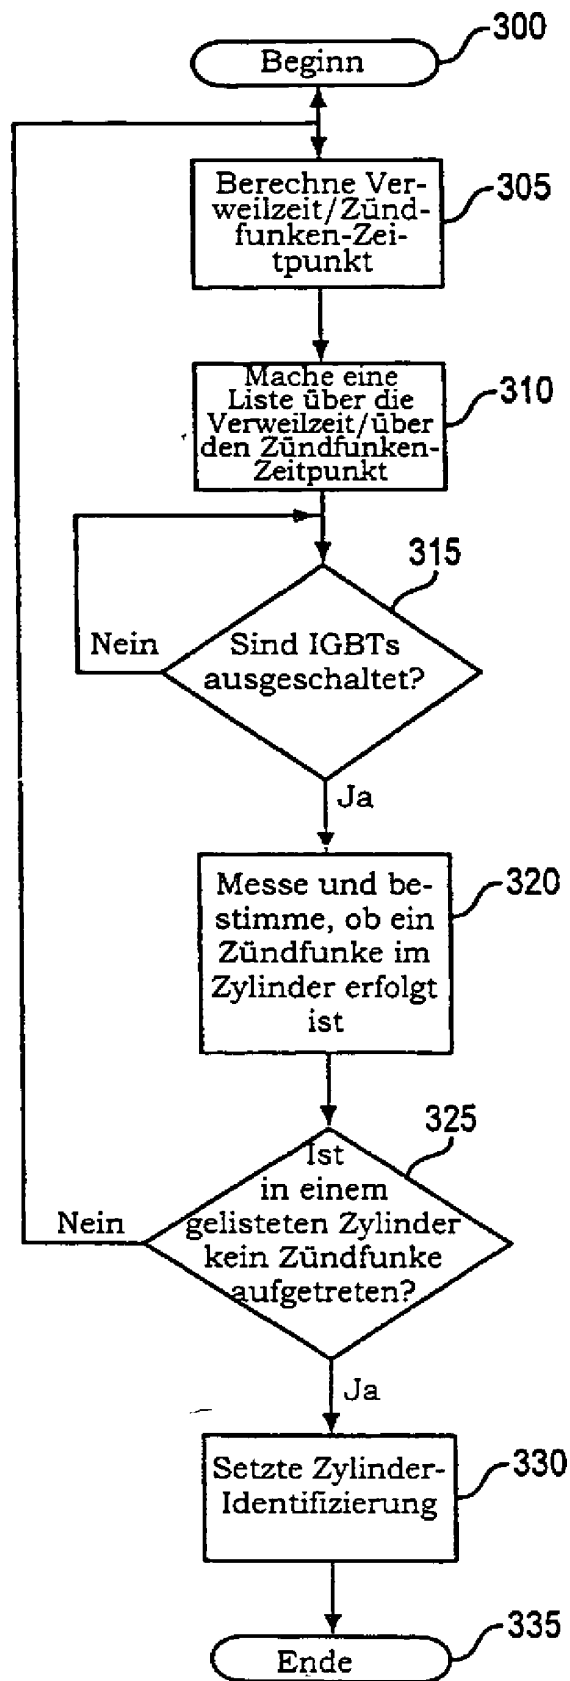 300
Beginn
Berechne Ver-
weilzeit/Zünd-
funken-Zei-
tpunkt
305
Mache eine
Liste über die
Verweilzeit/über
den Zündfunken-
Zeitpunkt
310
315
Nein
Sind IGBTs
ausgeschaltet?
Ja
Messe und be-
stimme, ob ein
Zündfunke im
Zylinder erfolgt
ist
320
325
Ist
in einem
gelisteten Zylinder
kein Zündfunke
aufgetreten?
Nein
Ja
Setzte Zylinder-
Identifizierung
330
335
Ende